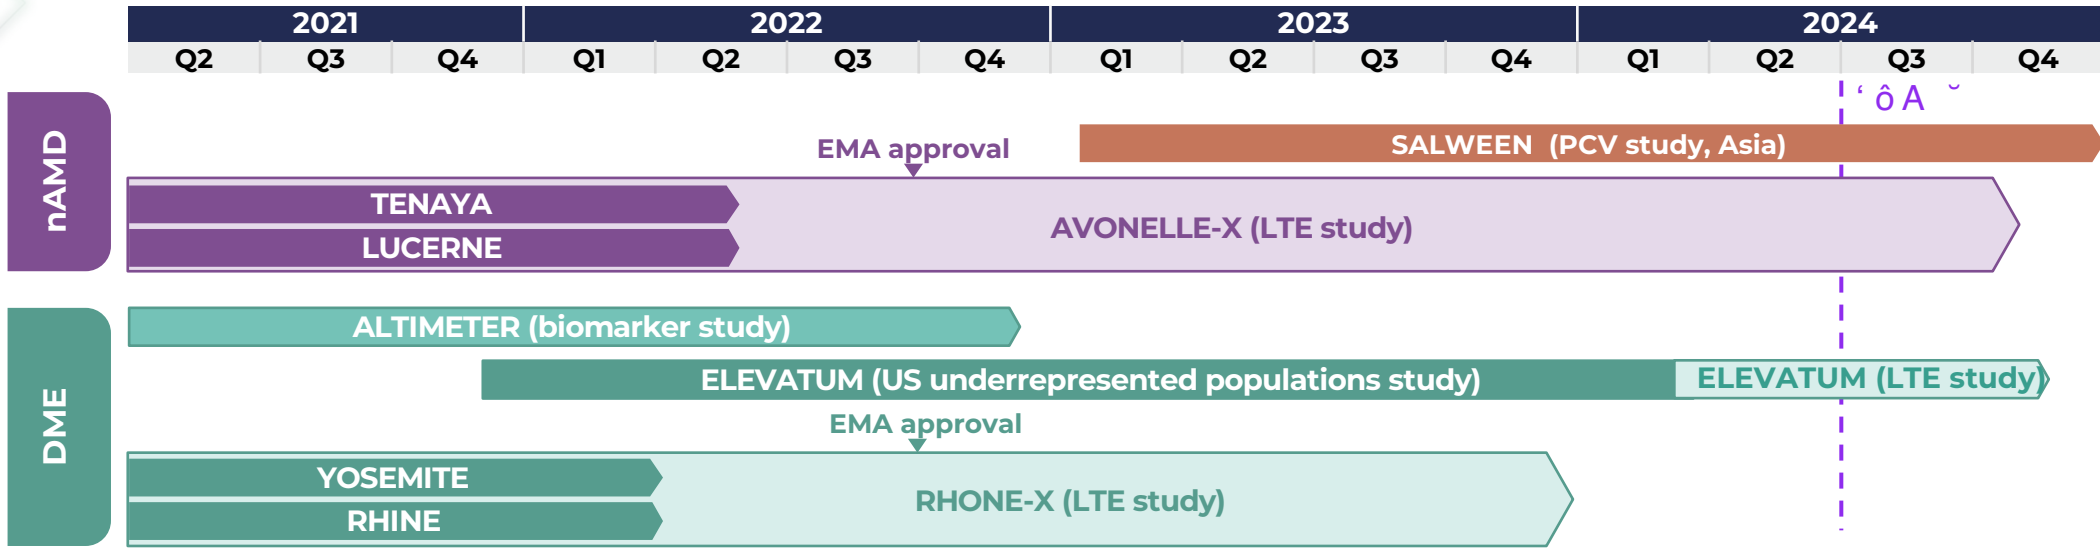 2021 2022 2023 2024
Q2 Q3 Q4 Q1 Q2 Q3 Q4 Q1 Q2 Q3 Q4 Q1 Q2 Q3 Q4
‘ ô A ˘
nAMD
EMA approval
SALWEEN (PCV study, Asia)
TENAYA
LUCERNE
AVONELLE-X (LTE study)
DME
ALTIMETER (biomarker study)
ELEVATUM (US underrepresented populations study)
ELEVATUM (LTE study)
EMA approval
YOSEMITE
RHINE
RHONE-X (LTE study)